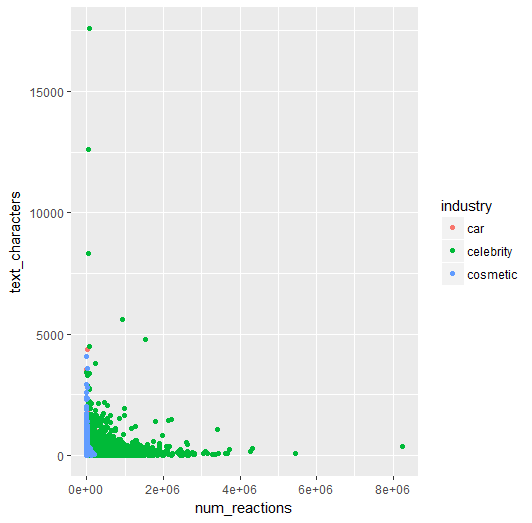 text_characters
15000
10000
5000
0
0e+00 2e+06 4e+06 6e+06 8e+06
num_reactions
industry
car
celebrity
cosmetic